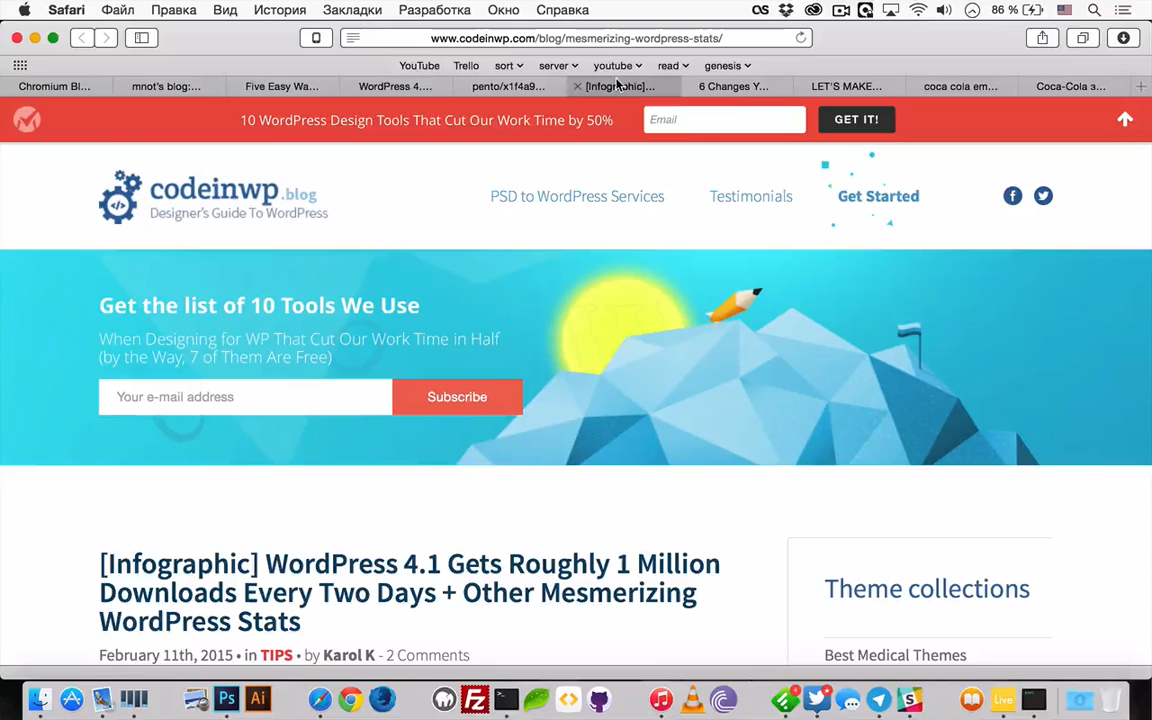 Safari Файл Правка Вид История Закладки Разработка Окно Справка 86 %
www.codeinwp.com/blog/mesmerizing-wordpress-stats/
YouTube Trello sort server youtube read genesis
Chromium Bl... mnot's blog:... Five Easy Wa... WordPress 4.... pento/x1f4a9... [Infographic]... 6 Changes Y... LET'S MAKE... coca cola em... Coca-Cola з...
10 WordPress Design Tools That Cut Our Work Time by 50% Email GET IT!
codeinwp.blog
Designer's Guide To WordPress
PSD to WordPress Services Testimonials Get Started
Get the list of 10 Tools We Use
When Designing for WP That Cut Our Work Time in Half
(by the Way, 7 of Them Are Free)
Your e-mail address Subscribe
[Infographic] WordPress 4.1 Gets Roughly 1 Million
Downloads Every Two Days + Other Mesmerizing
WordPress Stats
February 11th, 2015 • in TIPS • by Karol K - 2 Comments
Theme collections
Best Medical Themes
Ps Ai Fz Live